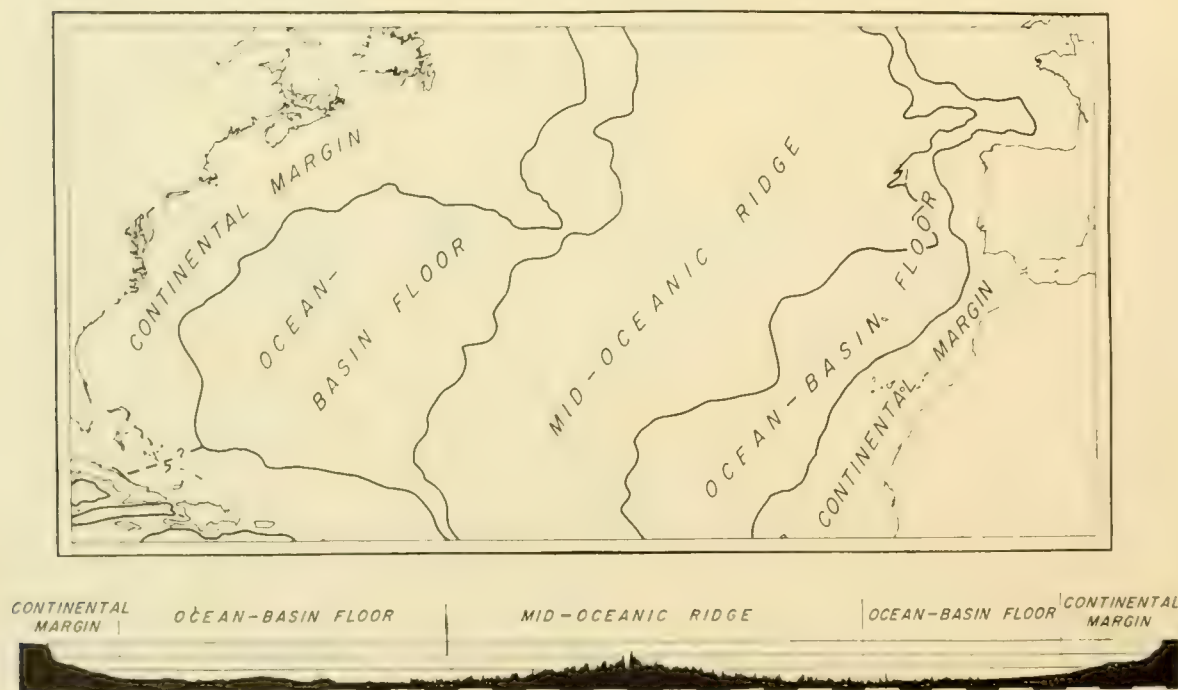 CONTINENTAL MARGIN
OCEAN-
BASIN FLOOR
MID-OCEANIC RIDGE
OCEAN-BASIN FLOOR
CONTINENTAL MARGIN
?
CONTINENTAL
MARGIN
OCEAN-BASIN FLOOR
MID-OCEANIC RIDGE
OCEAN-BASIN FLOOR
CONTINENTAL
MARGIN